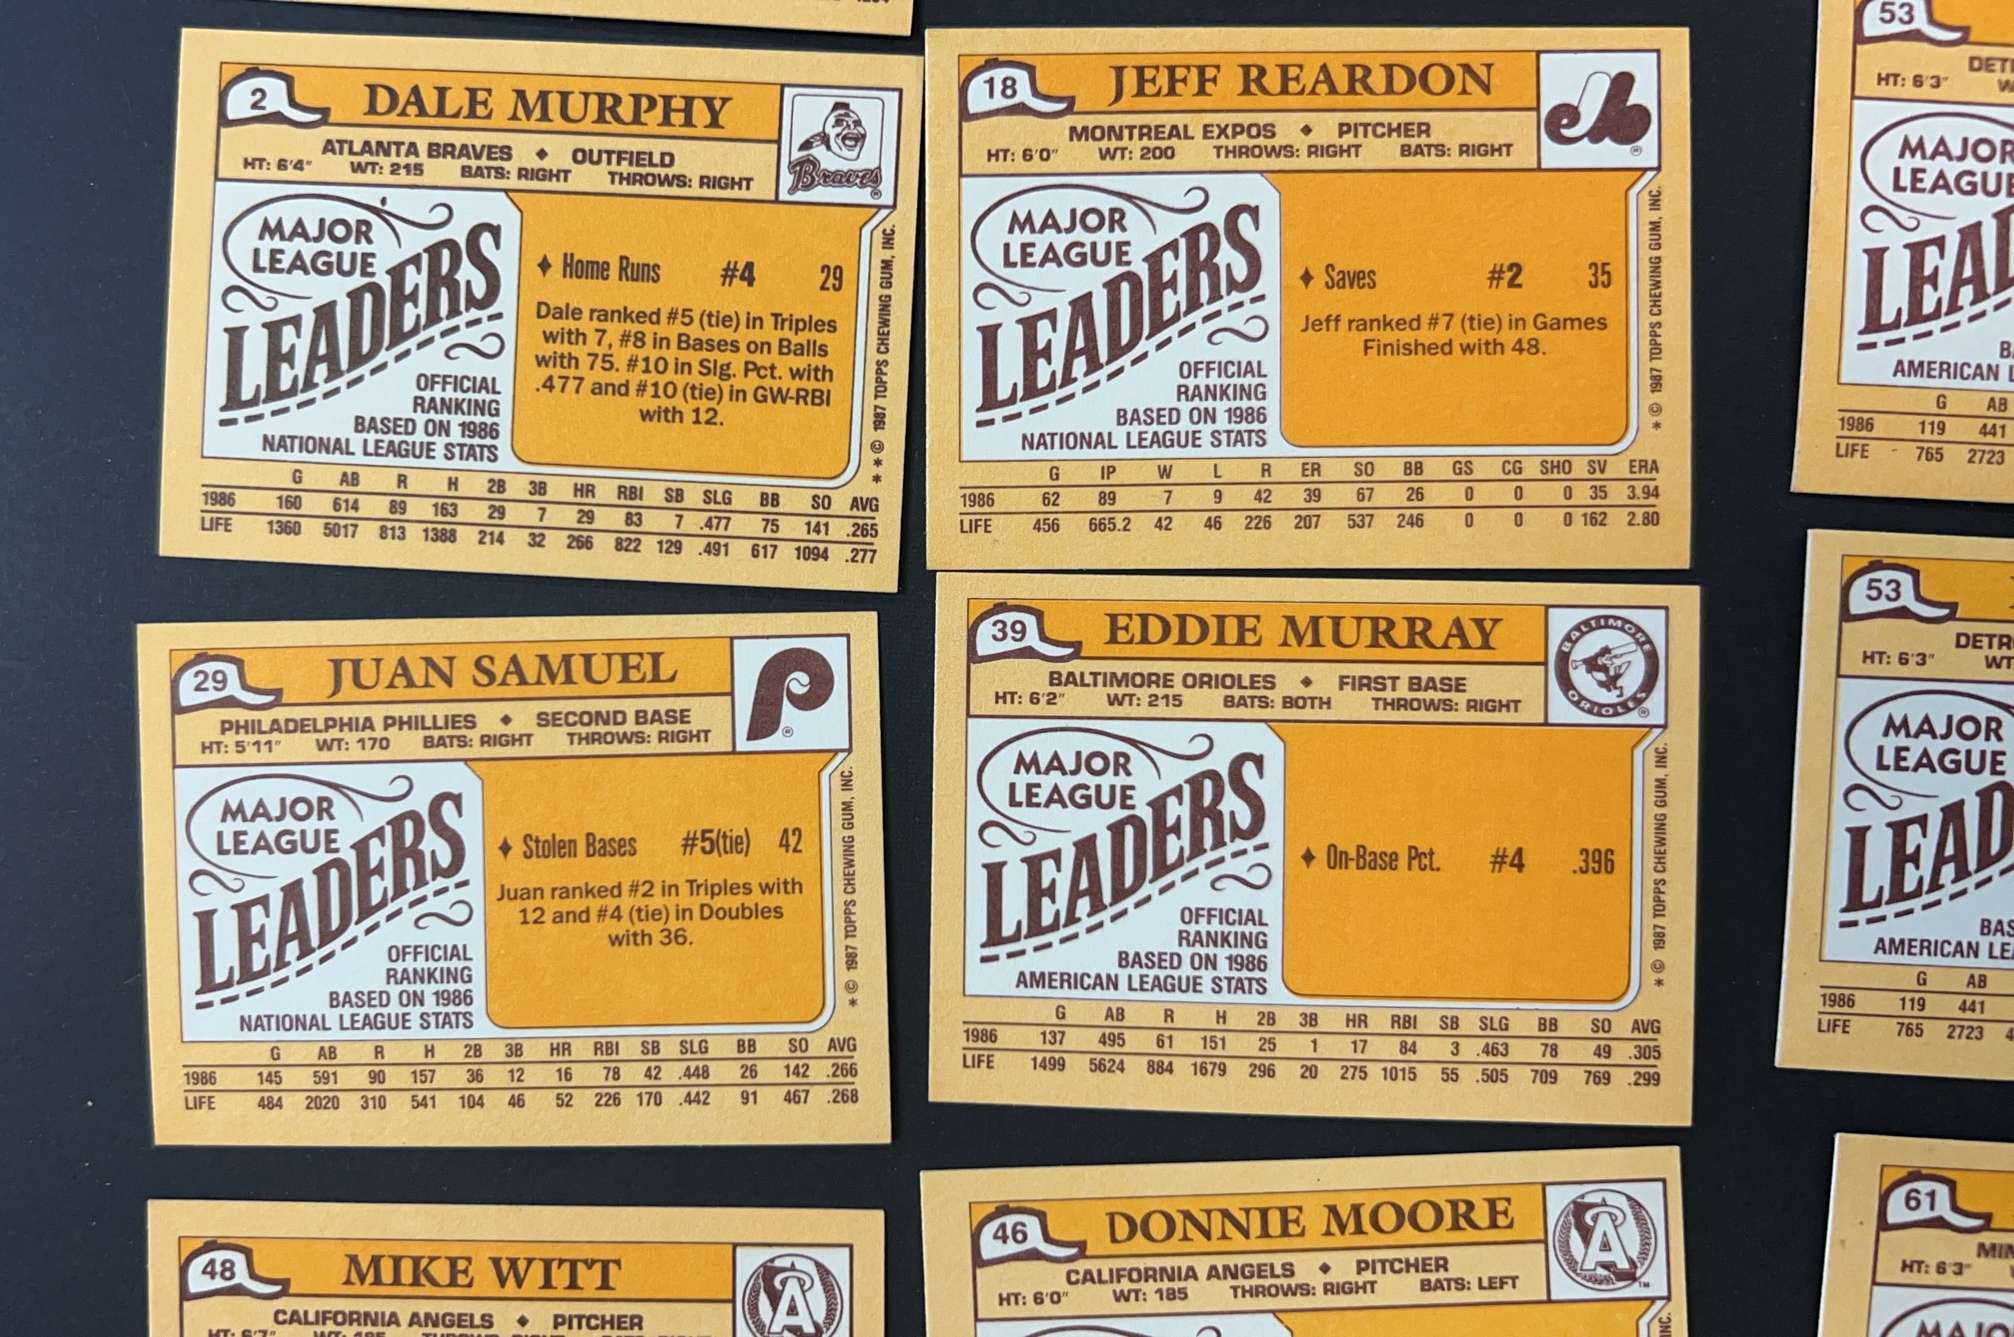 2
DALE MURPHY
ATLANTA BRAVES ♦ OUTFIELD
HT: 6'4" WT: 215 BATS: RIGHT THROWS: RIGHT
Braves
MAJOR
LEAGUE
LEADERS
OFFICIAL
RANKING
BASED ON 1986
NATIONAL LEAGUE STATS
♦ Home Runs #4 29
Dale ranked #5 (tie) in Triples
with 7, #8 in Bases on Balls
with 75. #10 in Slg. Pct. with
.477 and #10 (tie) in GW-RBI
with 12.
* * © 1987 TOPPS CHEWING GUM, INC.
G AB R H 2B 3B HR RBI SB SLG BB SO AVG
1986 160 614 89 163 29 7 29 83 7 .477 75 141 .265
LIFE 1360 5017 813 1388 214 32 266 822 129 .491 617 1094 .277
18
JEFF REARDON
MONTREAL EXPOS ♦ PITCHER
HT: 6'0" WT: 200 THROWS: RIGHT BATS: RIGHT
MAJOR
LEAGUE
LEADERS
OFFICIAL
RANKING
BASED ON 1986
NATIONAL LEAGUE STATS
♦ Saves #2 35
Jeff ranked #7 (tie) in Games
Finished with 48.
* © 1987 TOPPS CHEWING GUM, INC.
G IP W L R ER SO BB GS CG SHO SV ERA
1986 62 89 7 9 42 39 67 26 0 0 0 35 3.94
LIFE 456 665.2 42 46 226 207 537 246 0 0 0 162 2.80
53
HT: 6'3"
MAJOR
LEAGUE
AMERICAN
G AB
1986 119 441
LIFE 765 2723
29
JUAN SAMUEL
PHILADELPHIA PHILLIES ♦ SECOND BASE
HT: 5'11" WT: 170 BATS: RIGHT THROWS: RIGHT
P
MAJOR
LEAGUE
LEADERS
OFFICIAL
RANKING
BASED ON 1986
NATIONAL LEAGUE STATS
♦ Stolen Bases #5(tie) 42
Juan ranked #2 in Triples with
12 and #4 (tie) in Doubles
with 36.
* © 1987 TOPPS CHEWING GUM, INC.
G AB R H 2B 3B HR RBI SB SLG BB SO AVG
1986 145 591 90 157 36 12 16 78 42 .448 26 142 .266
LIFE 484 2020 310 541 104 46 52 226 170 .442 91 467 .268
39
EDDIE MURRAY
BALTIMORE ORIOLES ♦ FIRST BASE
HT: 6'2" WT: 215 BATS: BOTH THROWS: RIGHT
BALTIMORE
ORIOLES
MAJOR
LEAGUE
LEADERS
OFFICIAL
RANKING
BASED ON 1986
AMERICAN LEAGUE STATS
♦ On-Base Pct. #4 .396
* © 1987 TOPPS CHEWING GUM, INC.
G AB R H 2B 3B HR RBI SB SLG BB SO AVG
1986 137 495 61 151 25 1 17 84 3 .463 78 49 .305
LIFE 1499 5624 884 1679 296 20 275 1015 55 .505 709 769 .299
53
HT: 6'3" WT
MAJOR
LEAGUE
AMERICAN
G AB
1986 119 441
LIFE 765 2723
48
MIKE WITT
CALIFORNIA ANGELS ♦ PITCHER
A
46
DONNIE MOORE
CALIFORNIA ANGELS ♦ PITCHER
HT: 6'0" WT: 185 THROWS: RIGHT BATS: LEFT
A
MAJOR
61
HT: 6'3"